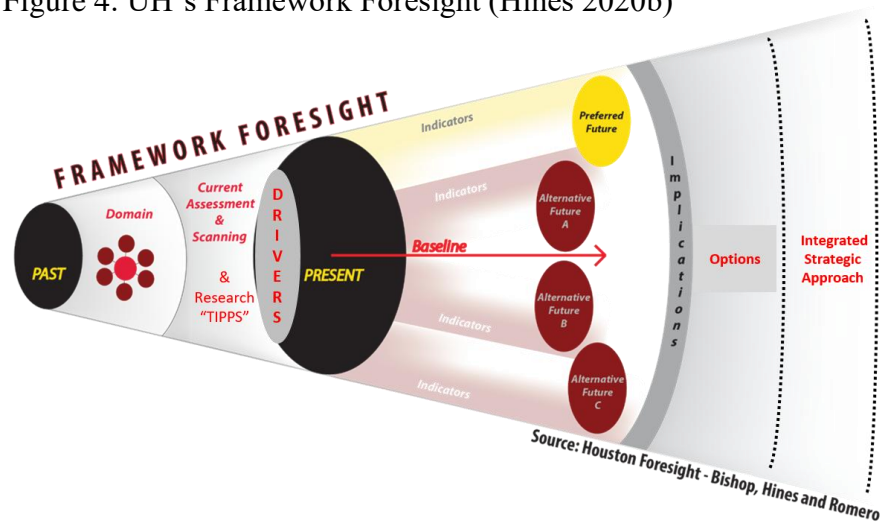 Figure 4: UH's Framework Foresight (Hines 2020b)
FRAMEWORK FORESIGHT
PAST
Domain
Current
Assessment
&
Scanning
&
Research
“TIPPS”
DRIVERS
PRESENT
Baseline
Indicators
Indicators
Indicators
Indicators
Preferred
Future
Alternative
Future
A
Alternative
Future
B
Alternative
Future
C
Implications
Options
Integrated
Strategic
Approach
Source: Houston Foresight - Bishop, Hines and Romero